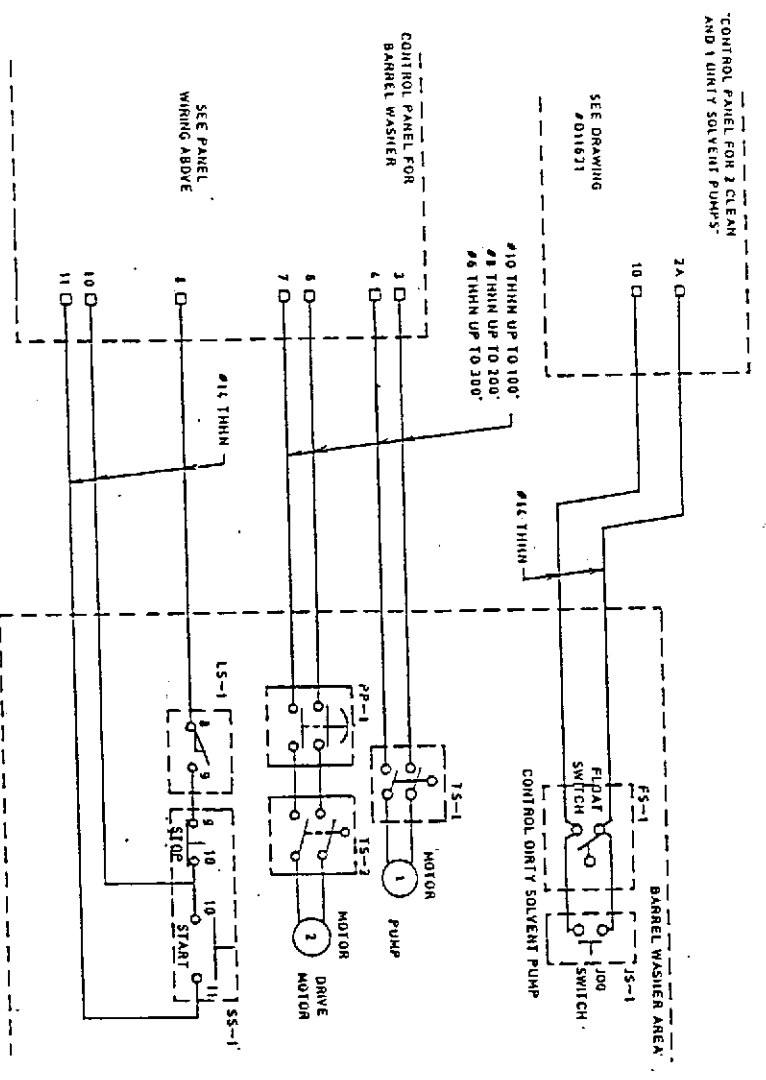 "CONTROL PANEL FOR 2 CLEAN
AND 1 DIRTY SOLVENT PUMPS"
SEE DRAWING
#D11621
2A
10
#14 THHN
BARREL WASHER AREA
FS-1
FLOAT
SWITCH
JS-1
JOG
SWITCH
CONTROL DIRTY SOLVENT PUMP
CONTROL PANEL FOR
BARREL WASHER
#10 THHN UP TO 100'
#8 THHN UP TO 200'
#6 THHN UP TO 300'
3
4
TS-1
MOTOR
1
PUMP
7
PP-1
TS-2
MOTOR
2
DRIVE
MOTOR
SEE PANEL
WIRING ABOVE
8
10
11
#14 THHN
LS-1
8
9
9
10
STOP
10
START
11
SS-1